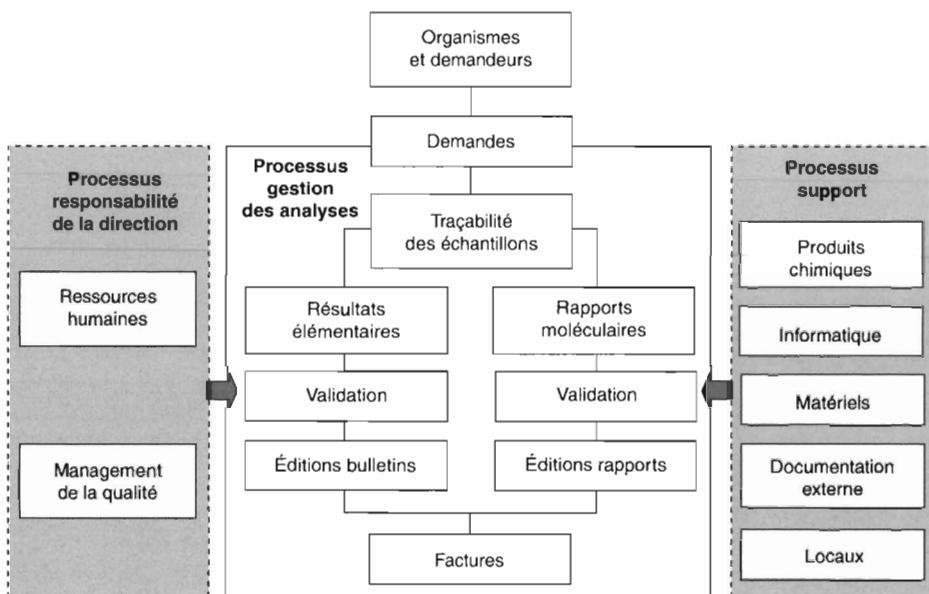 Organismes
et demandeurs
Demandes
Processus
responsabilité
de la direction
Ressources
humaines
Management
de la qualité
Processus
gestion
des analyses
Traçabilité
des échantillons
Résultats
élémentaires
Rapports
moléculaires
Validation
Validation
Éditions bulletins
Éditions rapports
Factures
Processus
support
Produits
chimiques
Informatique
Matériels
Documentation
externe
Locaux